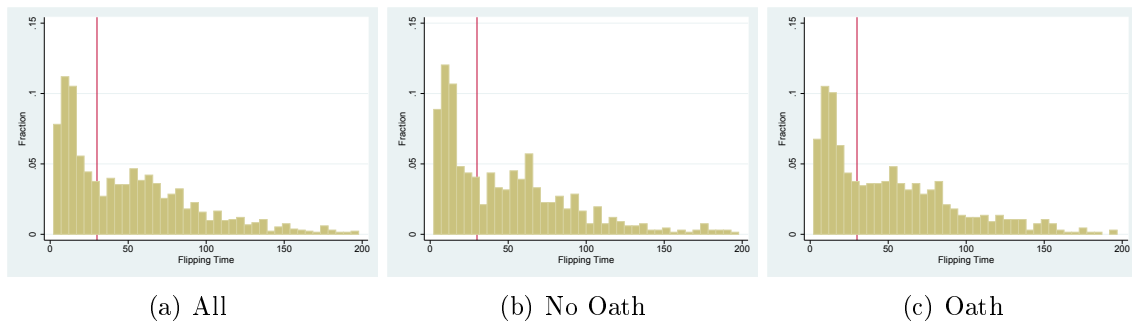 .15
.1
.05
0
Fraction
0 50 100 150 200
Flipping Time
(a) All
.15
.1
.05
0
Fraction
0 50 100 150 200
Flipping Time
(b) No Oath
.15
.1
.05
0
Fraction
0 50 100 150 200
Flipping Time
(c) Oath